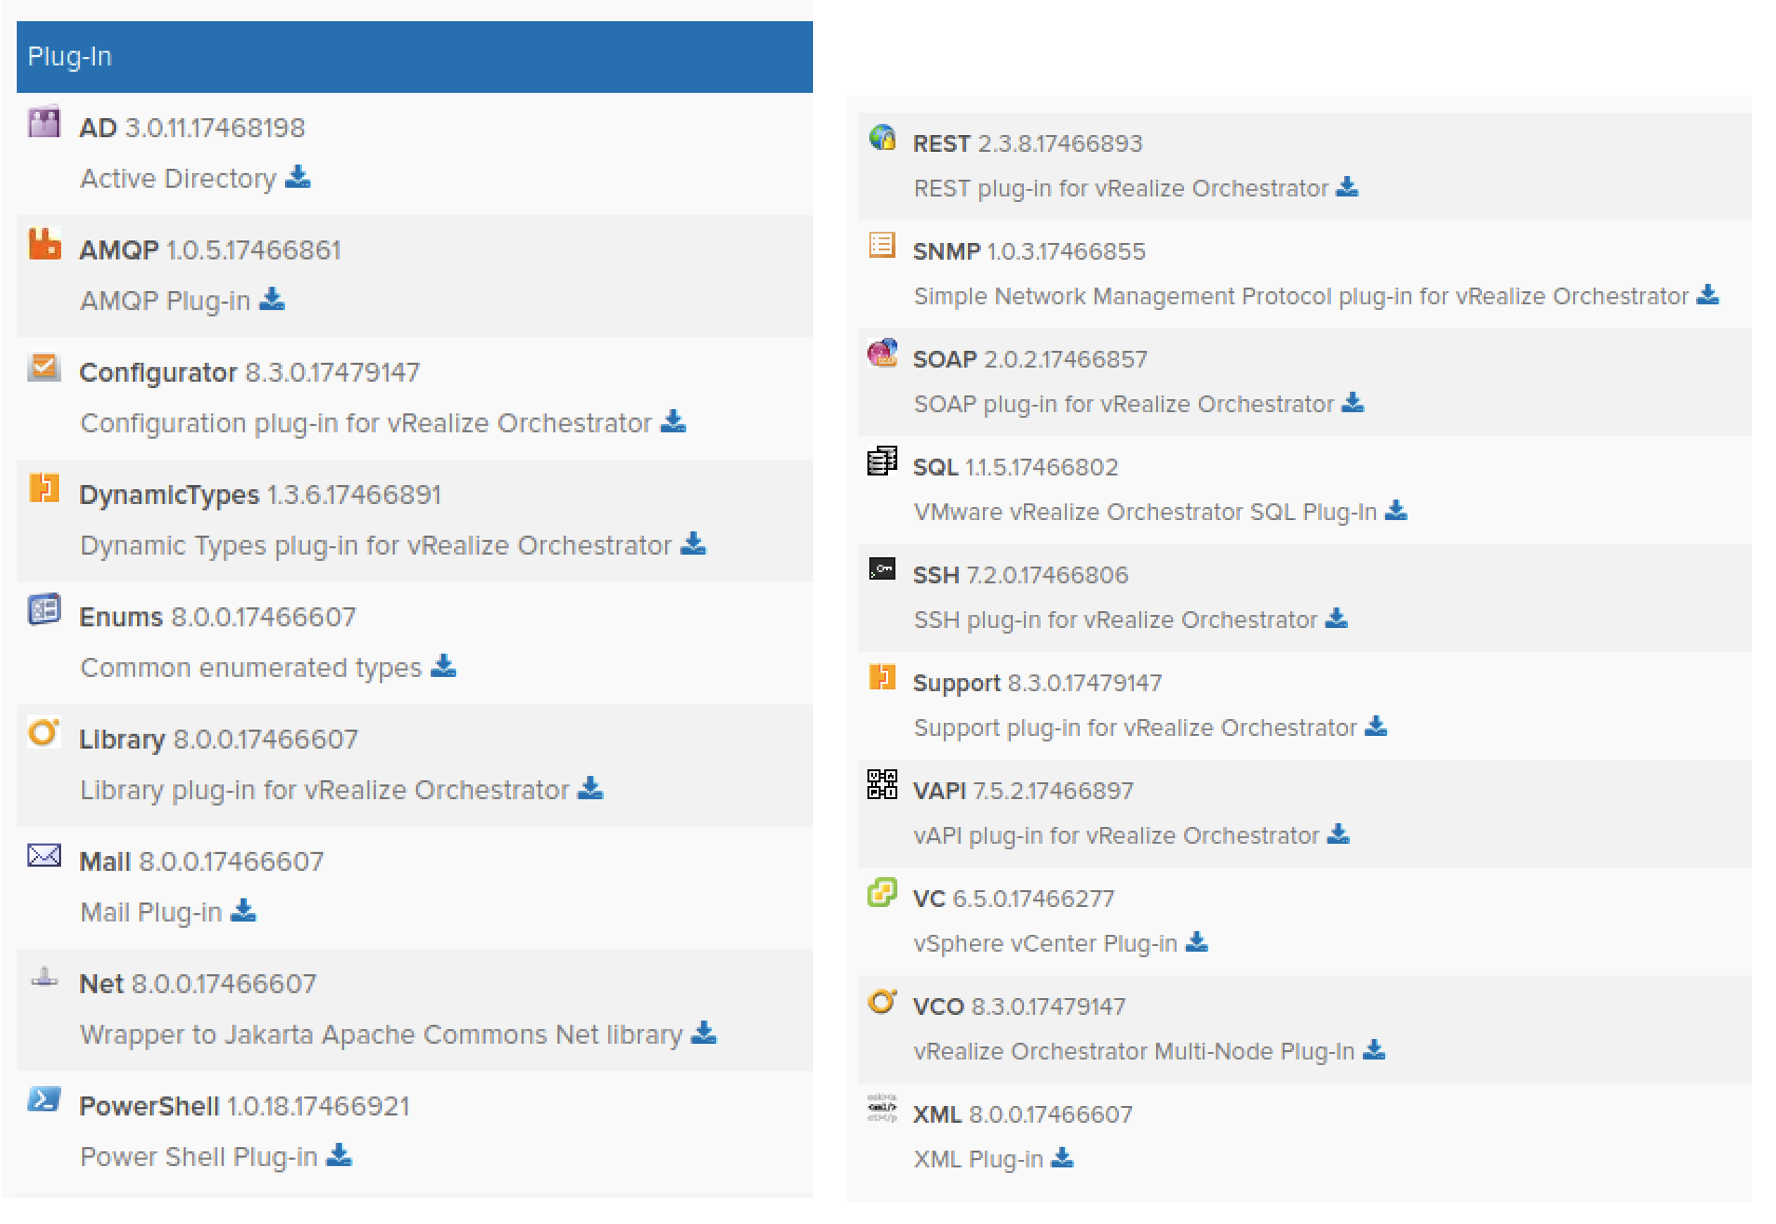 Plug-In
AD 3.0.11.17468198
Active Directory
AMQP 1.0.5.17466861
AMQP Plug-in
Configurator 8.3.0.17479147
Configuration plug-in for vRealize Orchestrator
DynamicTypes 1.3.6.17466891
Dynamic Types plug-in for vRealize Orchestrator
Enums 8.0.0.17466607
Common enumerated types
Library 8.0.0.17466607
Library plug-in for vRealize Orchestrator
Mail 8.0.0.17466607
Mail Plug-in
Net 8.0.0.17466607
Wrapper to Jakarta Apache Commons Net library
PowerShell 1.0.18.17466921
Power Shell Plug-in
REST 2.3.8.17466893
REST plug-in for vRealize Orchestrator
SNMP 1.0.3.17466855
Simple Network Management Protocol plug-in for vRealize Orchestrator
SOAP 2.0.2.17466857
SOAP plug-in for vRealize Orchestrator
SQL 1.1.5.17466802
VMware vRealize Orchestrator SQL Plug-In
SSH 7.2.0.17466806
SSH plug-in for vRealize Orchestrator
Support 8.3.0.17479147
Support plug-in for vRealize Orchestrator
VAPI 7.5.2.17466897
vAPI plug-in for vRealize Orchestrator
VC 6.5.0.17466277
vSphere vCenter Plug-in
VCO 8.3.0.17479147
vRealize Orchestrator Multi-Node Plug-In
XML 8.0.0.17466607
XML Plug-in